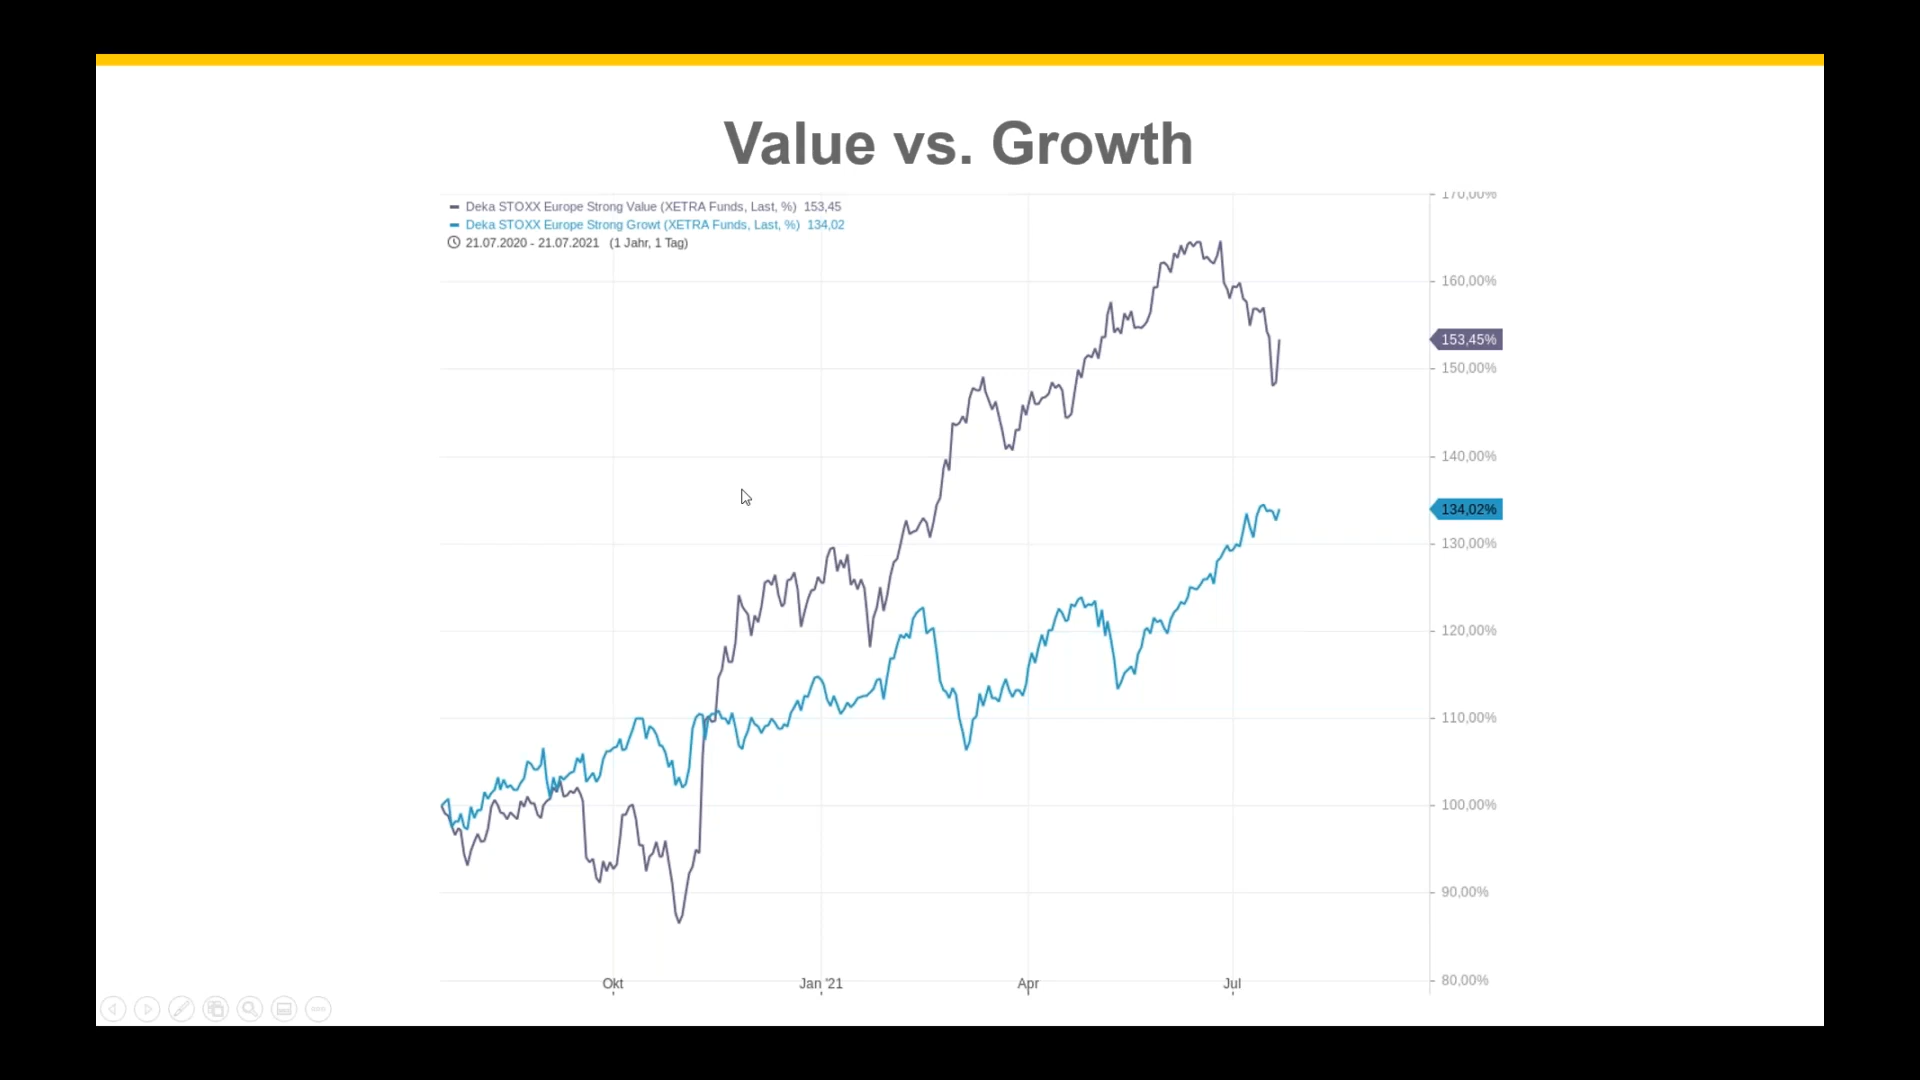 Value vs. Growth
Deka STOXX Europe Strong Value (XETRA Funds, Last, %) 153,45
Deka STOXX Europe Strong Growt (XETRA Funds, Last, %) 134,02
21.07.2020 - 21.07.2021 (1 Jahr, 1 Tag)
170,00%
160,00%
153,45%
150,00%
140,00%
134,02%
130,00%
120,00%
110,00%
100,00%
90,00%
80,00%
Okt
Jan '21
Apr
Jul